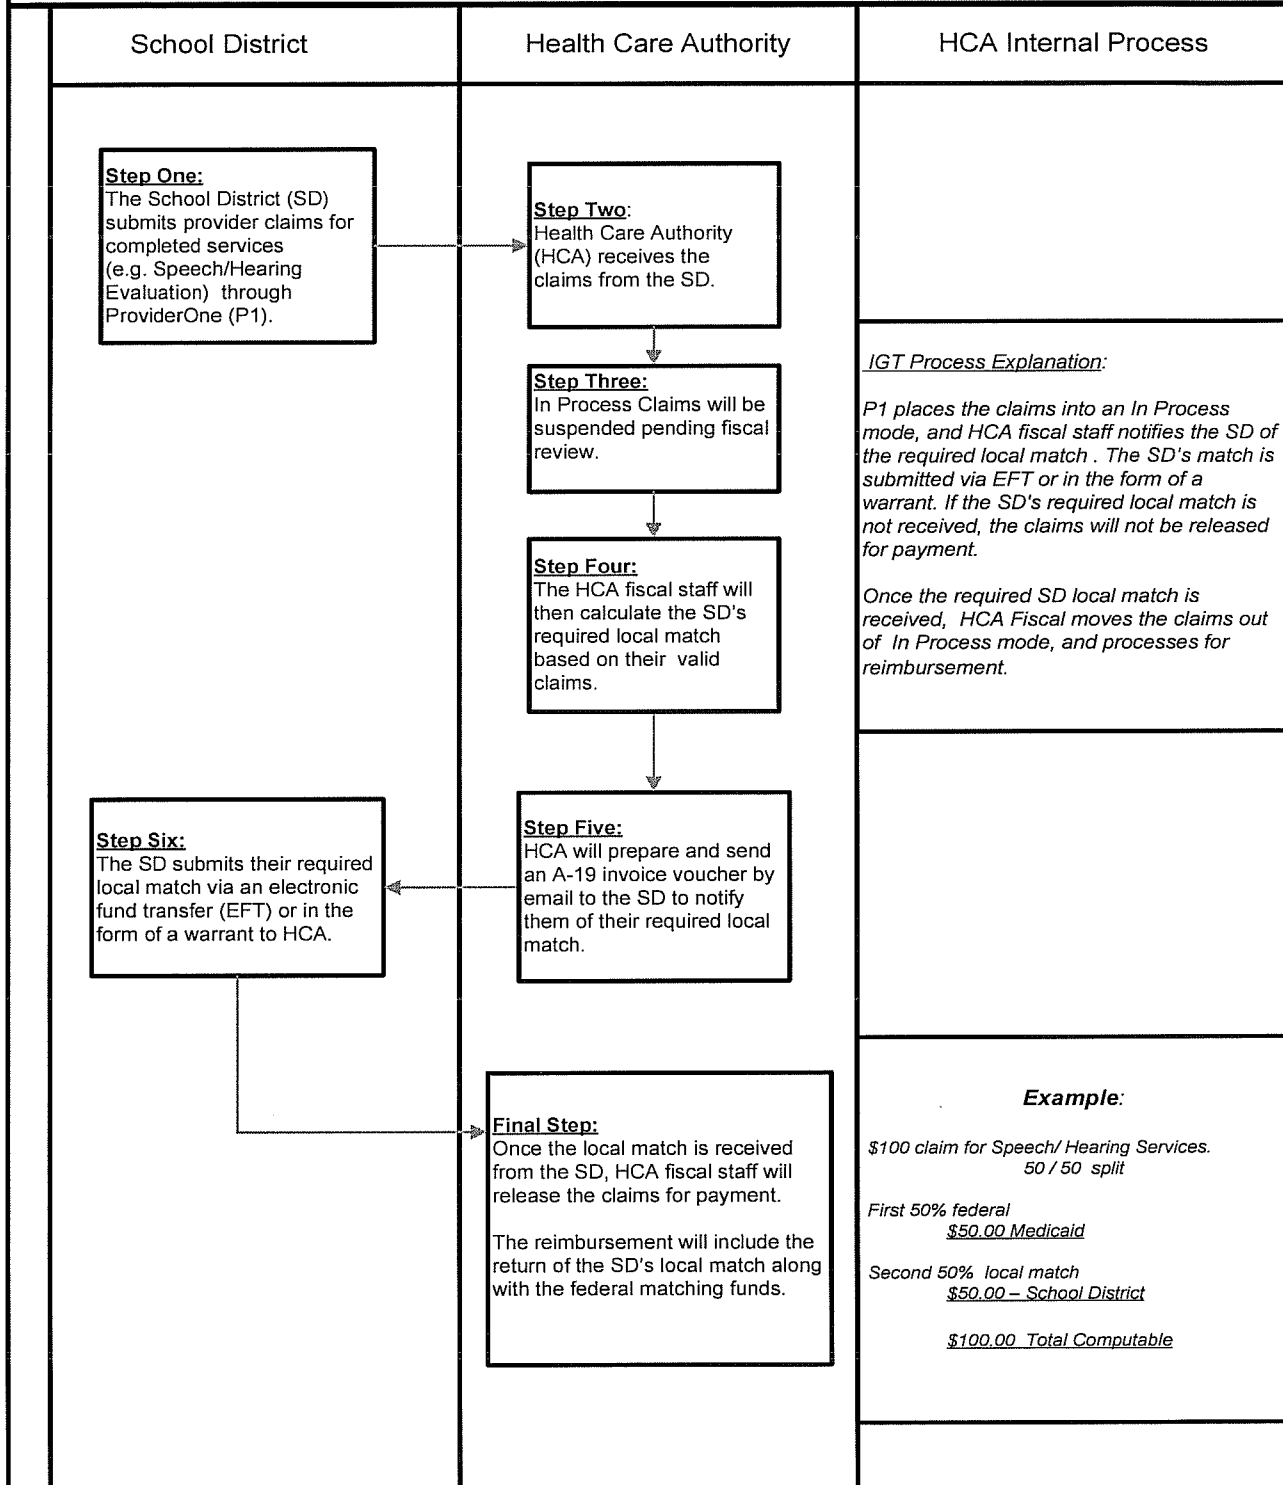 School District
Health Care Authority
HCA Internal Process
Step One:
The School District (SD)
submits provider claims for
completed services
(e.g. Speech/Hearing
Evaluation) through
ProviderOne (P1).
Step Two:
Health Care Authority
(HCA) receives the
claims from the SD.
Step Three:
In Process Claims will be
suspended pending fiscal
review.
Step Four:
The HCA fiscal staff will
then calculate the SD's
required local match
based on their valid
claims.
Step Five:
HCA will prepare and send
an A-19 invoice voucher by
email to the SD to notify
them of their required local
match.
Step Six:
The SD submits their required
local match via an electronic
fund transfer (EFT) or in the
form of a warrant to HCA.
Final Step:
Once the local match is received
from the SD, HCA fiscal staff will
release the claims for payment.
The reimbursement will include the
return of the SD's local match along
with the federal matching funds.
IGT Process Explanation:
P1 places the claims into an In Process
mode, and HCA fiscal staff notifies the SD of
the required local match . The SD's match is
submitted via EFT or in the form of a
warrant. If the SD's required local match is
not received, the claims will not be released
for payment.
Once the required SD local match is
received, HCA Fiscal moves the claims out
of In Process mode, and processes for
reimbursement.
Example:
$100 claim for Speech/ Hearing Services.
50 / 50 split
First 50% federal
$50.00 Medicaid
Second 50% local match
$50.00 – School District
$100.00 Total Computable